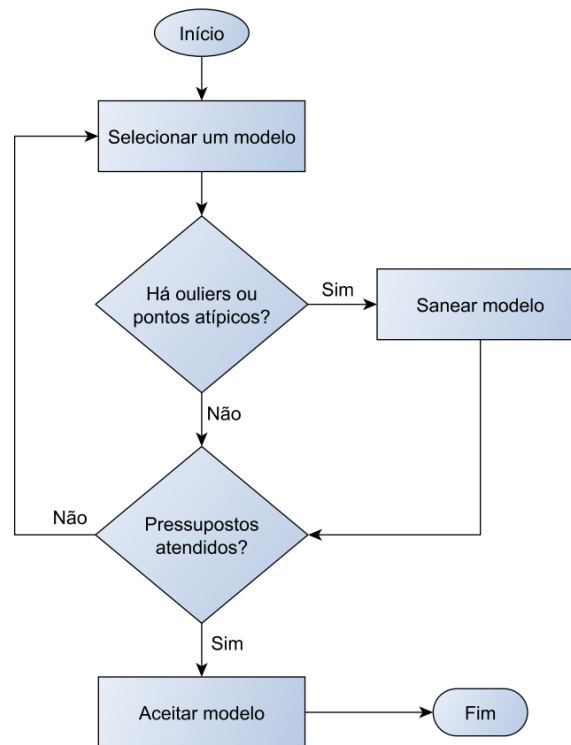 Início
Selecionar um modelo
Há ouliers ou
pontos atípicos?
Sim
Sanear modelo
Não
Não
Pressupostos
atendidos?
Sim
Aceitar modelo
Fim